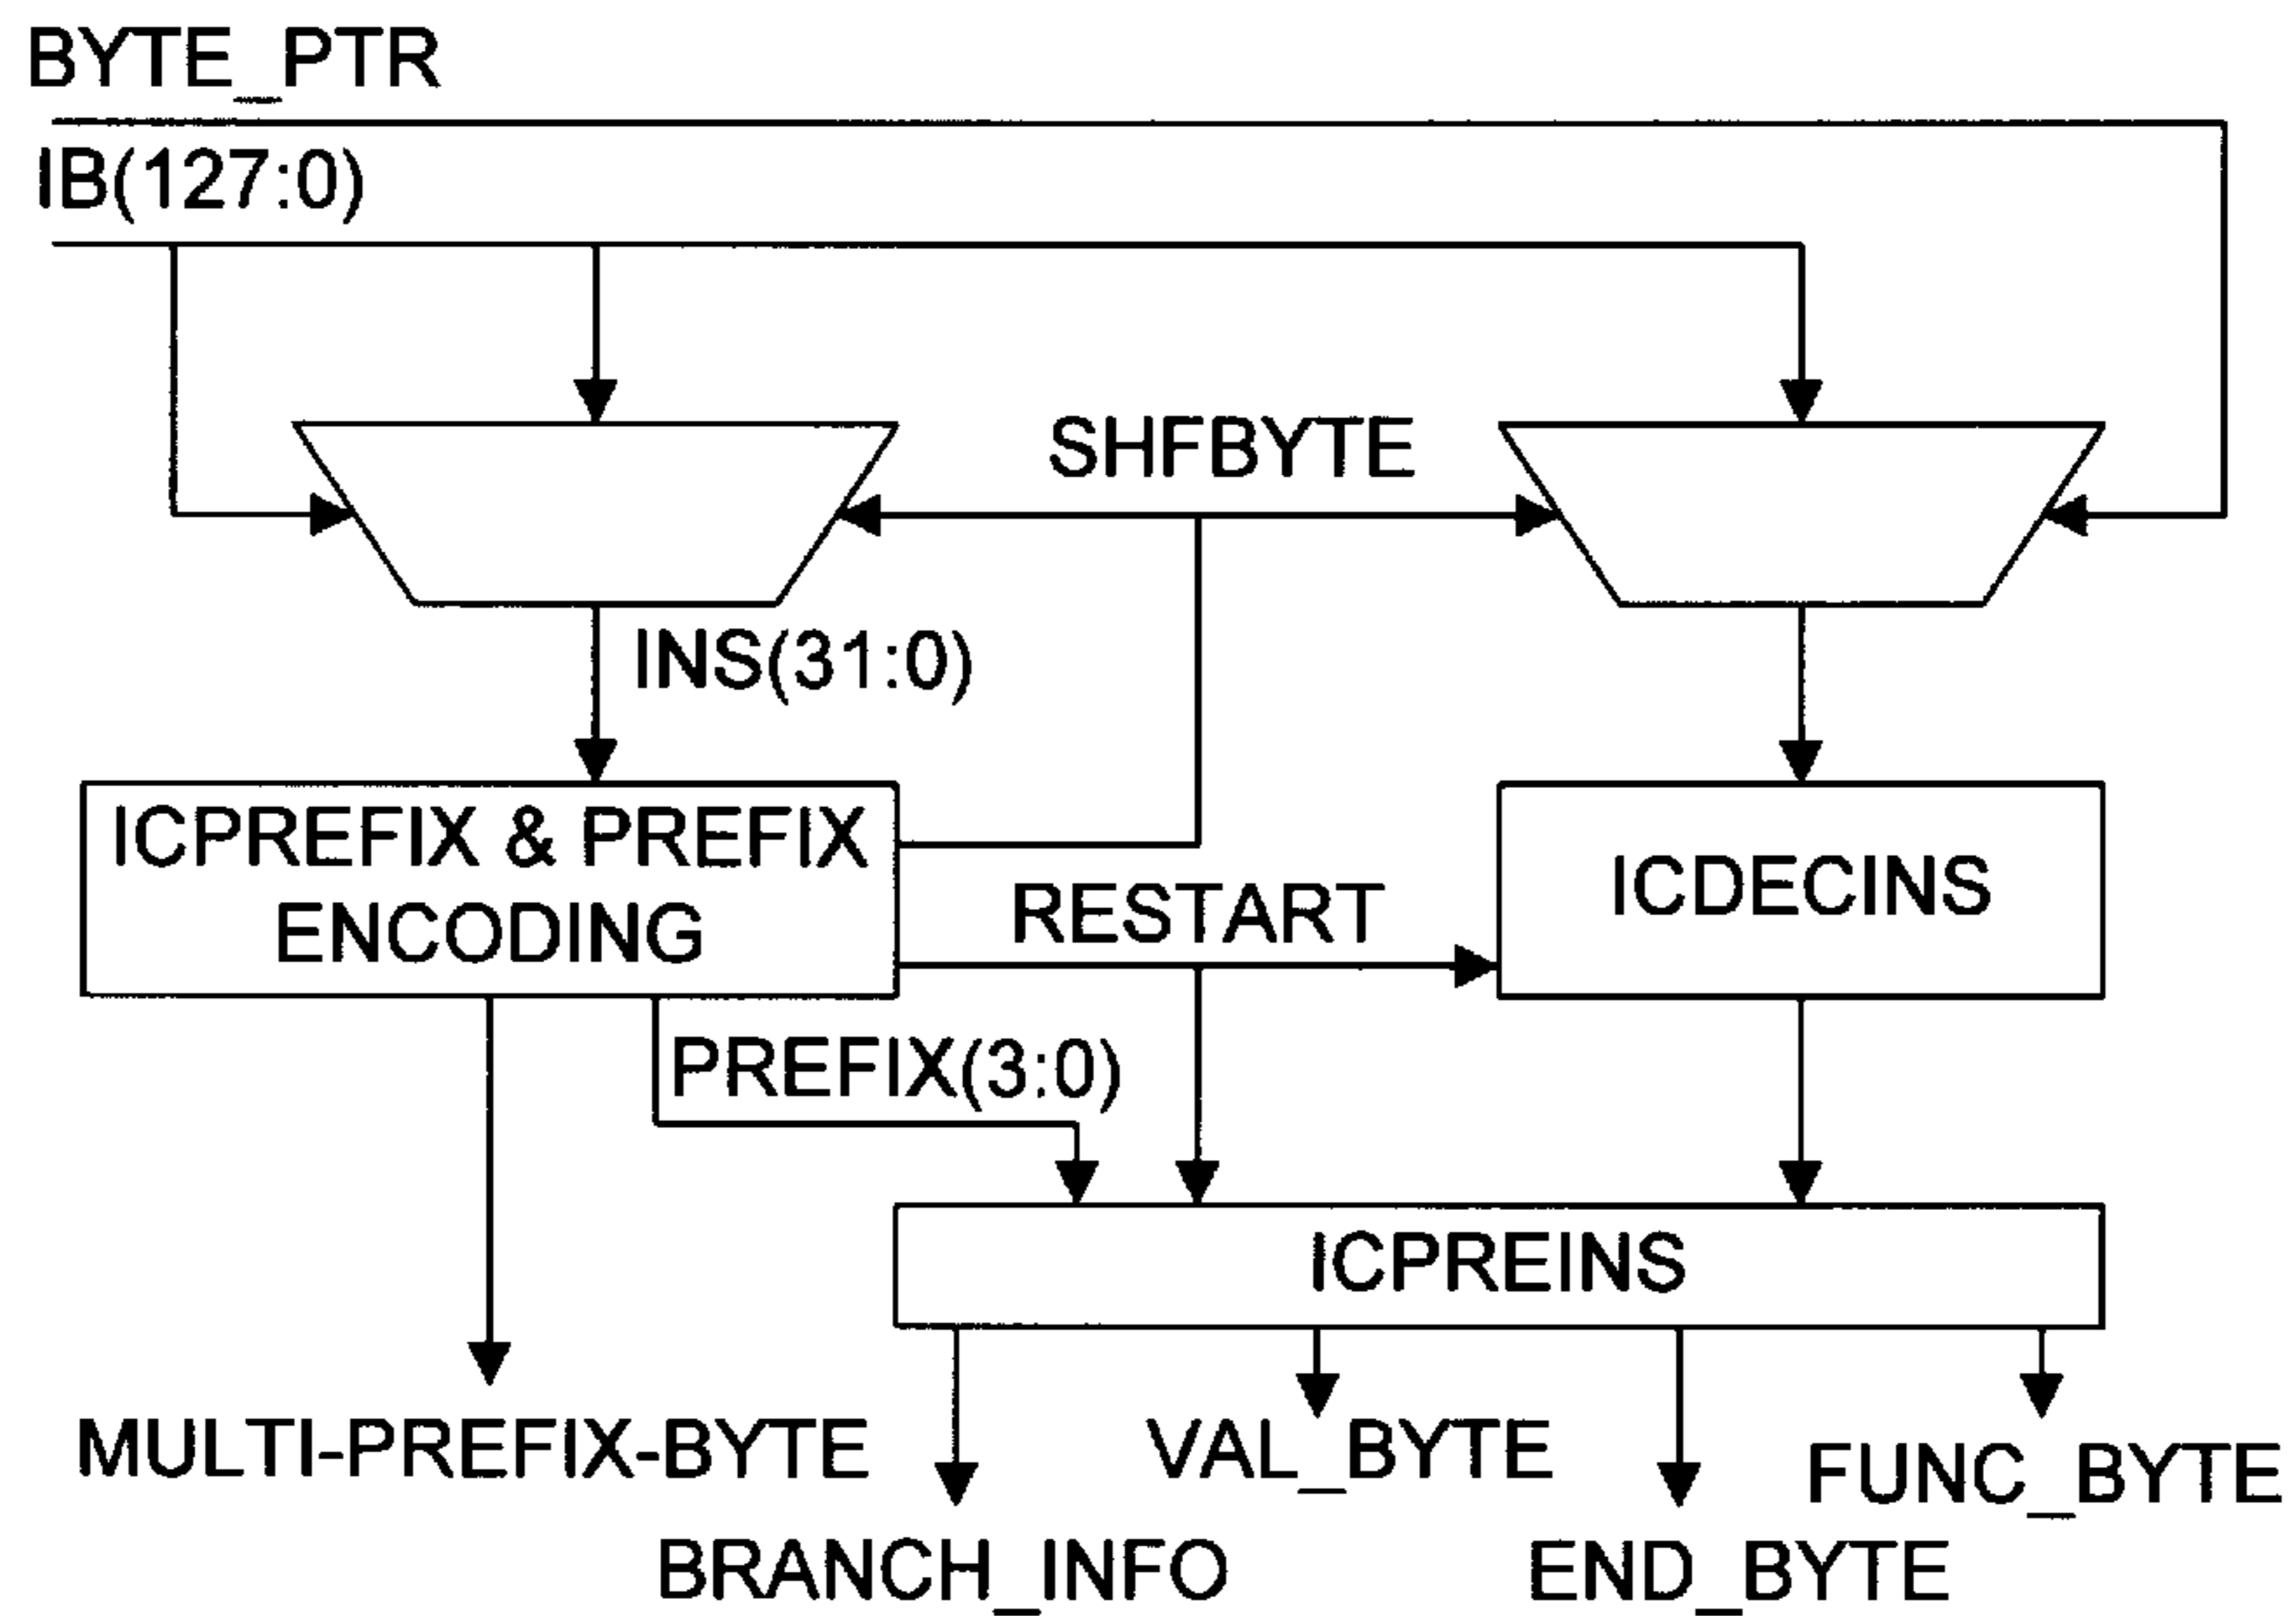 BYTE_PTR
IB(127:0)
SHFBYTE
INS(31:0)
ICPREFIX & PREFIX
ENCODING
RESTART
ICDECINS
PREFIX(3:0)
ICPREINS
MULTI-PREFIX-BYTE
VAL_BYTE
FUNC_BYTE
BRANCH_INFO
END_BYTE